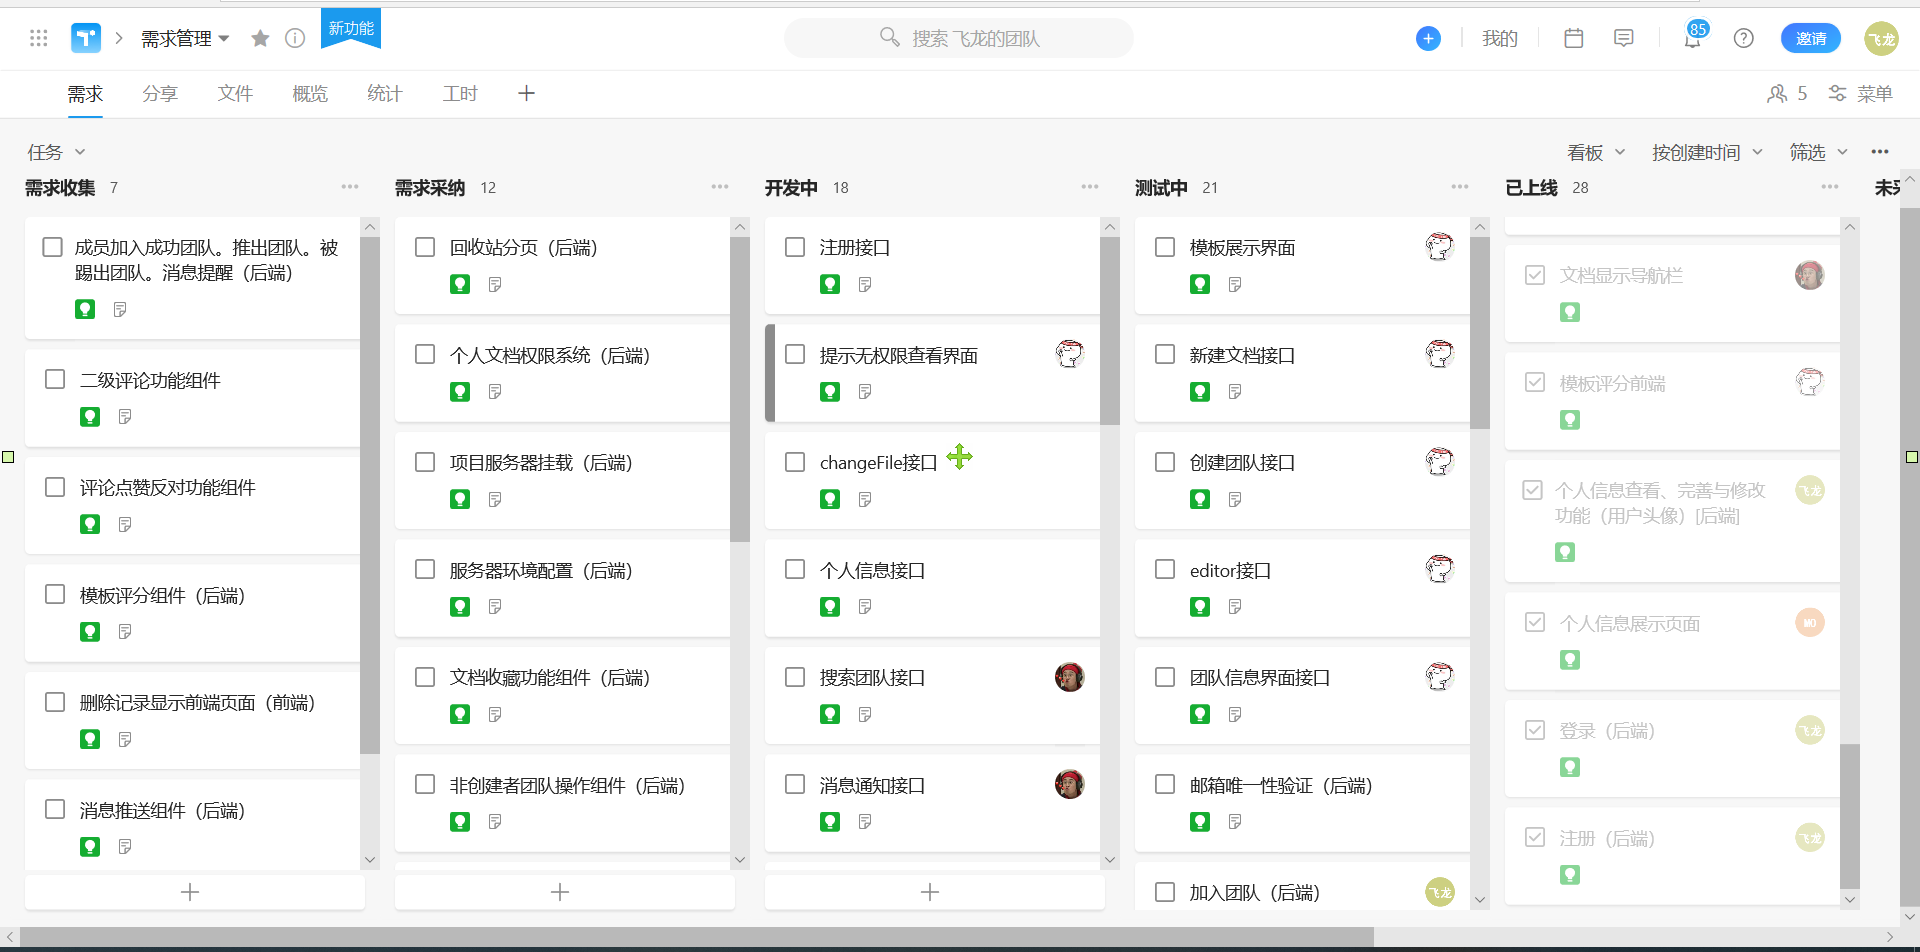 需求管理
新功能
搜索 飞龙的团队
我的
85
邀请
飞龙
需求
分享
文件
概览
统计
工时
5
菜单
任务
看板
按创建时间
筛选
需求收集 7
成员加入成功团队。推出团队。被
踢出团队。消息提醒（后端）
二级评论功能组件
评论点赞反对功能组件
模板评分组件（后端）
删除记录显示前端页面（前端）
消息推送组件（后端）
需求采纳 12
回收站分页（后端）
个人文档权限系统（后端）
项目服务器挂载（后端）
服务器环境配置（后端）
文档收藏功能组件（后端）
非创建者团队操作组件（后端）
开发中 18
注册接口
提示无权限查看界面
changeFile接口
个人信息接口
搜索团队接口
消息通知接口
测试中 21
模板展示界面
新建文档接口
创建团队接口
editor接口
团队信息界面接口
邮箱唯一性验证（后端）
加入团队（后端）
飞龙
已上线 28
文档显示导航栏
模板评分前端
个人信息查看、完善与修改
功能（用户头像）[后端]
飞龙
个人信息展示页面
MO
登录（后端）
飞龙
注册（后端）
飞龙
未